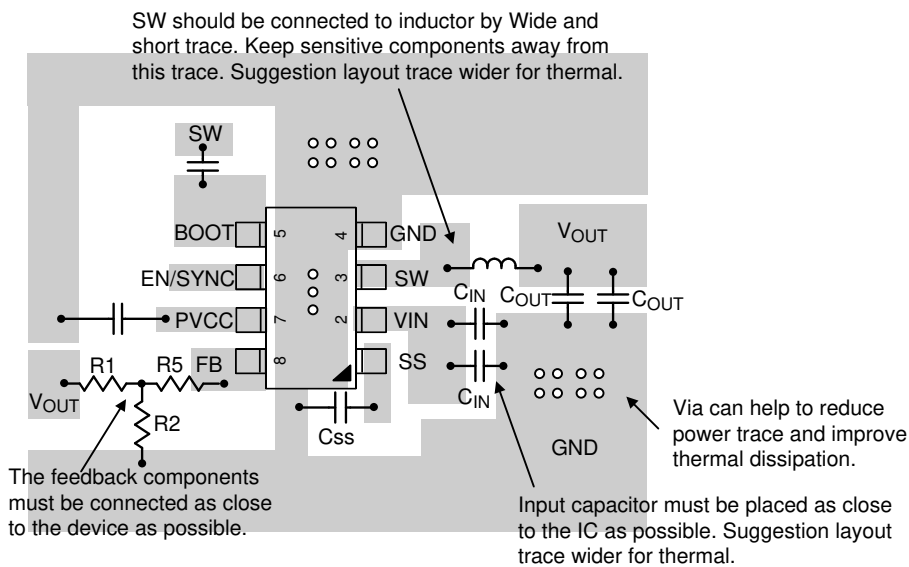 SW should be connected to inductor by Wide and
short trace. Keep sensitive components away from
this trace. Suggestion layout trace wider for thermal.
SW
BOOT
5
4
GND
VOUT
EN/SYNC
6
3
SW
CIN
COUT
COUT
PVCC
7
2
VIN
R1
R5
FB
8
SS
VOUT
R2
CIN
Css
Via can help to reduce
power trace and improve
thermal dissipation.
GND
The feedback components
must be connected as close
to the device as possible.
Input capacitor must be placed as close
to the IC as possible. Suggestion layout
trace wider for thermal.